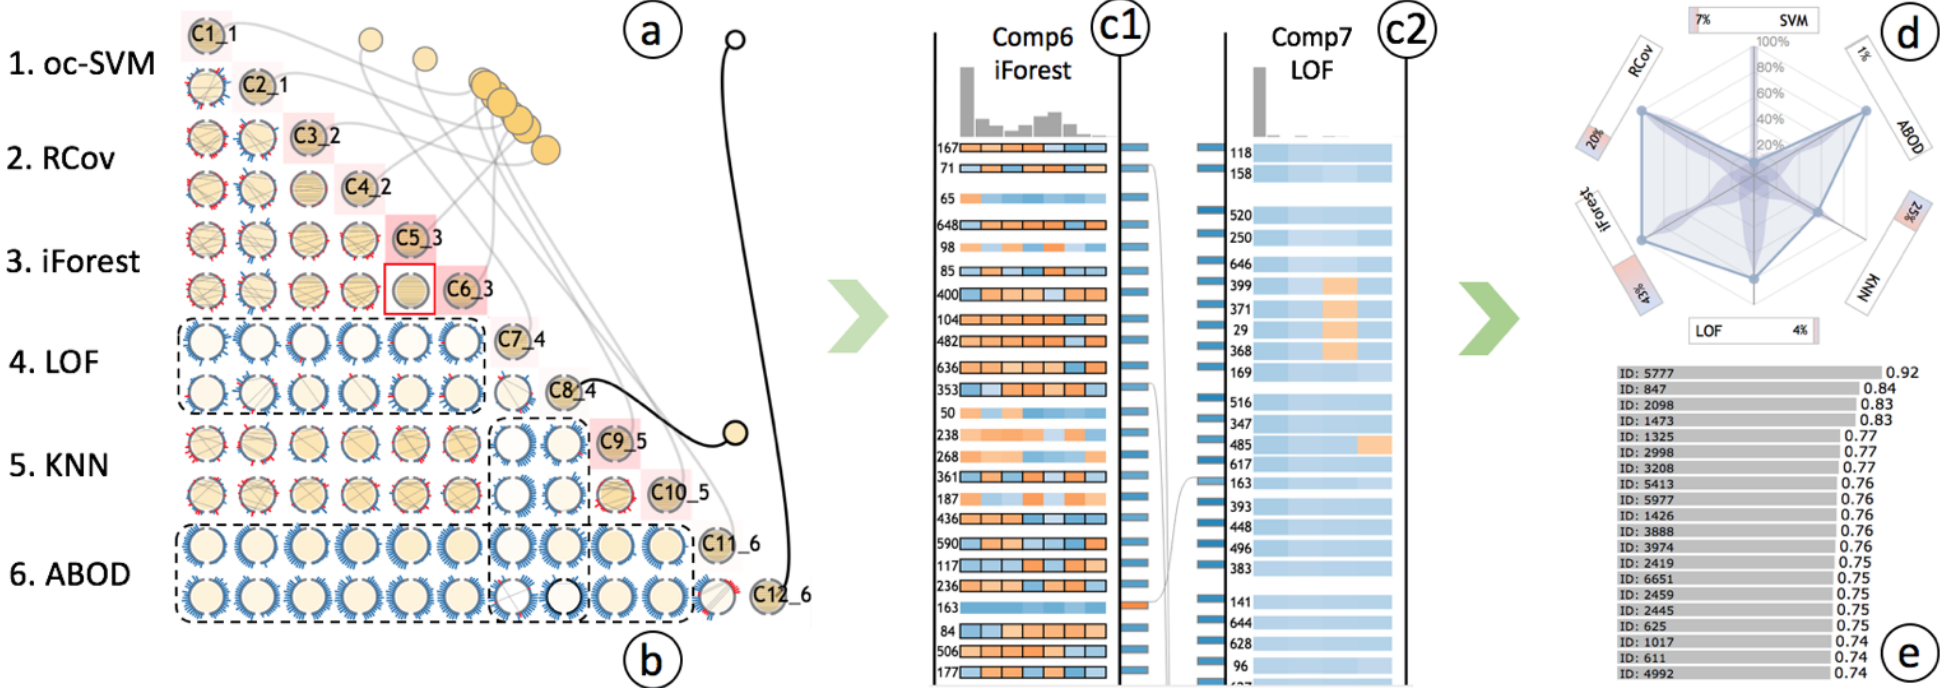 a
C1_1
1. oc-SVM
C2_1
C3_2
2. RCov
C4_2
C5_3
3. iForest
C6_3
C7_4
4. LOF
C8_4
C9_5
5. KNN
C10_5
C11_6
6. ABOD
C12_6
b
Comp6
iForest
c1
167
71
65
648
98
85
400
104
482
636
353
50
238
268
361
187
436
590
117
236
163
84
506
177
Comp7
LOF
c2
118
158
520
250
646
399
371
29
368
169
516
347
485
617
163
393
448
496
383
141
644
628
96
d
7% SVM
100%
80%
60%
40%
20%
1% ABOD
25% KNN
LOF 4%
iForest 43%
RCov 20%
ID: 5777 0.92
ID: 847 0.84
ID: 2098 0.83
ID: 1473 0.83
ID: 1325 0.77
ID: 2998 0.77
ID: 3208 0.77
ID: 5413 0.76
ID: 5977 0.76
ID: 1426 0.76
ID: 3888 0.76
ID: 3974 0.76
ID: 2419 0.75
ID: 6651 0.75
ID: 2459 0.75
ID: 2445 0.75
ID: 625 0.75
ID: 1017 0.74
ID: 611 0.74
ID: 4992 0.74
e